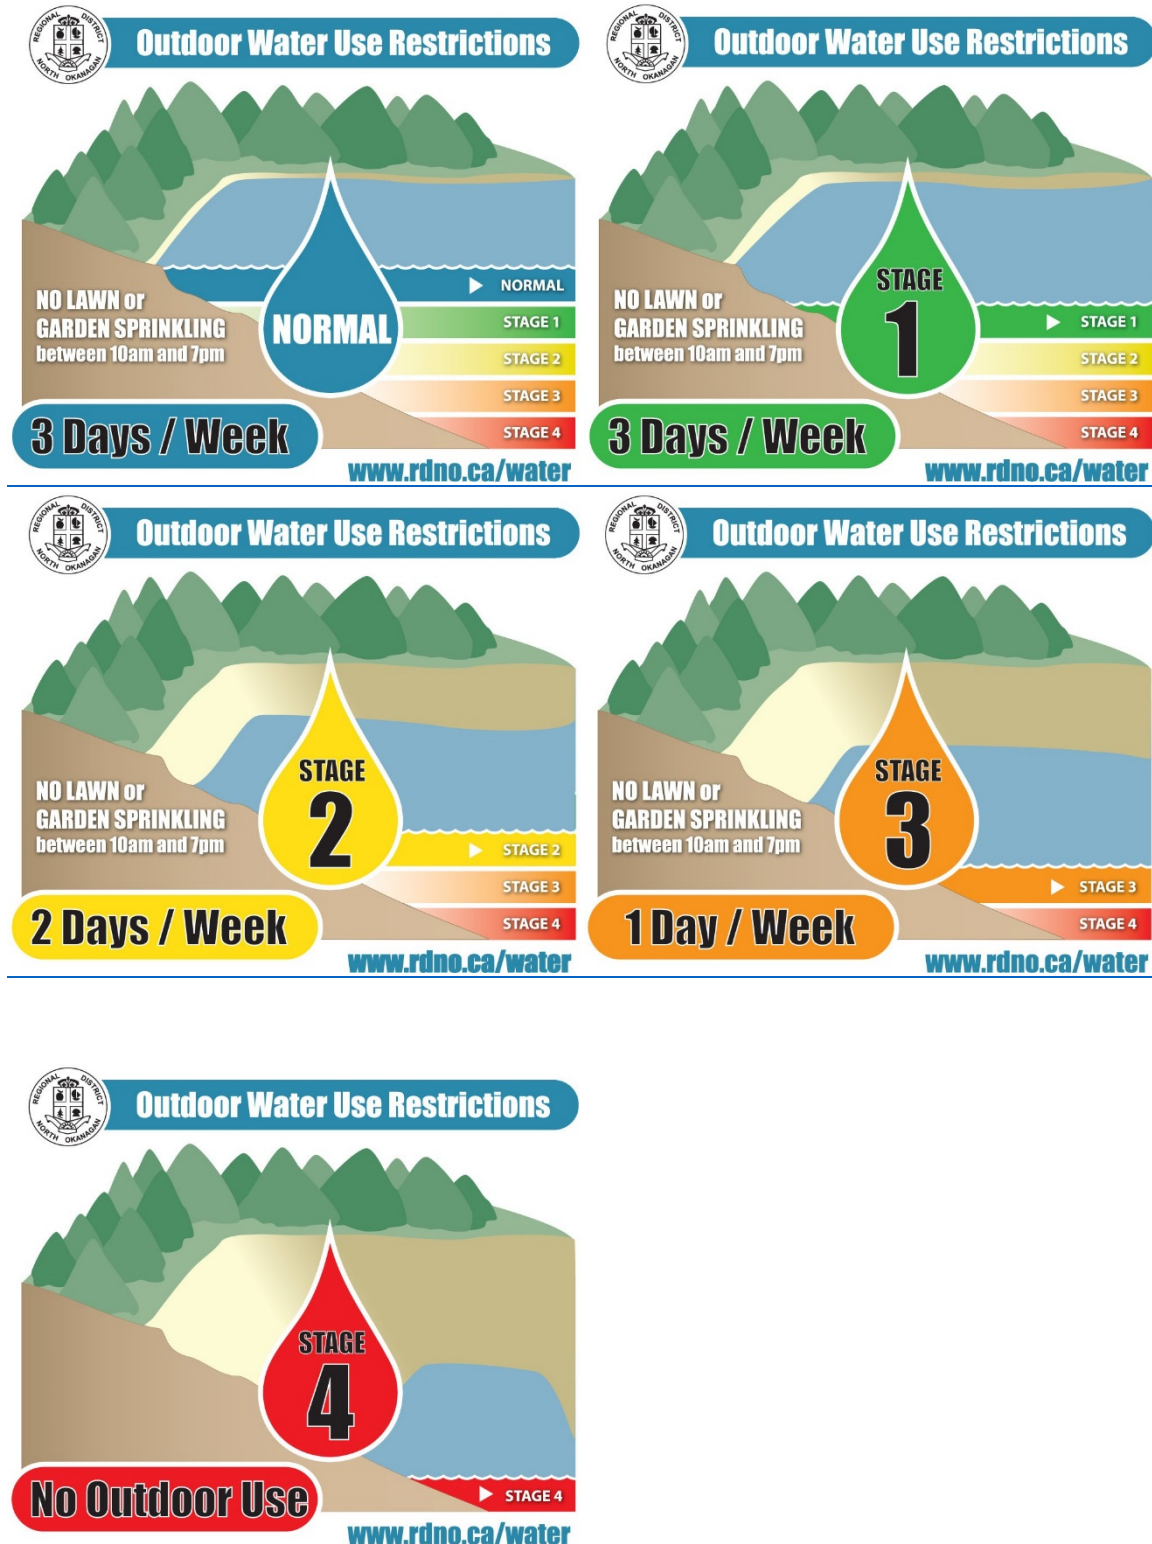 REGIONAL DISTRICT
NORTH OKANAGAN
Outdoor Water Use Restrictions
NORMAL
NO LAWN or
GARDEN SPRINKLING
between 10am and 7pm
NORMAL
STAGE 1
STAGE 2
STAGE 3
STAGE 4
3 Days / Week
www.rdno.ca/water
REGIONAL DISTRICT
NORTH OKANAGAN
Outdoor Water Use Restrictions
STAGE
1
NO LAWN or
GARDEN SPRINKLING
between 10am and 7pm
STAGE 1
STAGE 2
STAGE 3
STAGE 4
3 Days / Week
www.rdno.ca/water
REGIONAL DISTRICT
NORTH OKANAGAN
Outdoor Water Use Restrictions
STAGE
2
NO LAWN or
GARDEN SPRINKLING
between 10am and 7pm
STAGE 2
STAGE 3
STAGE 4
2 Days / Week
www.rdno.ca/water
REGIONAL DISTRICT
NORTH OKANAGAN
Outdoor Water Use Restrictions
STAGE
3
NO LAWN or
GARDEN SPRINKLING
between 10am and 7pm
STAGE 3
STAGE 4
1 Day / Week
www.rdno.ca/water
REGIONAL DISTRICT
NORTH OKANAGAN
Outdoor Water Use Restrictions
STAGE
4
STAGE 4
No Outdoor Use
www.rdno.ca/water